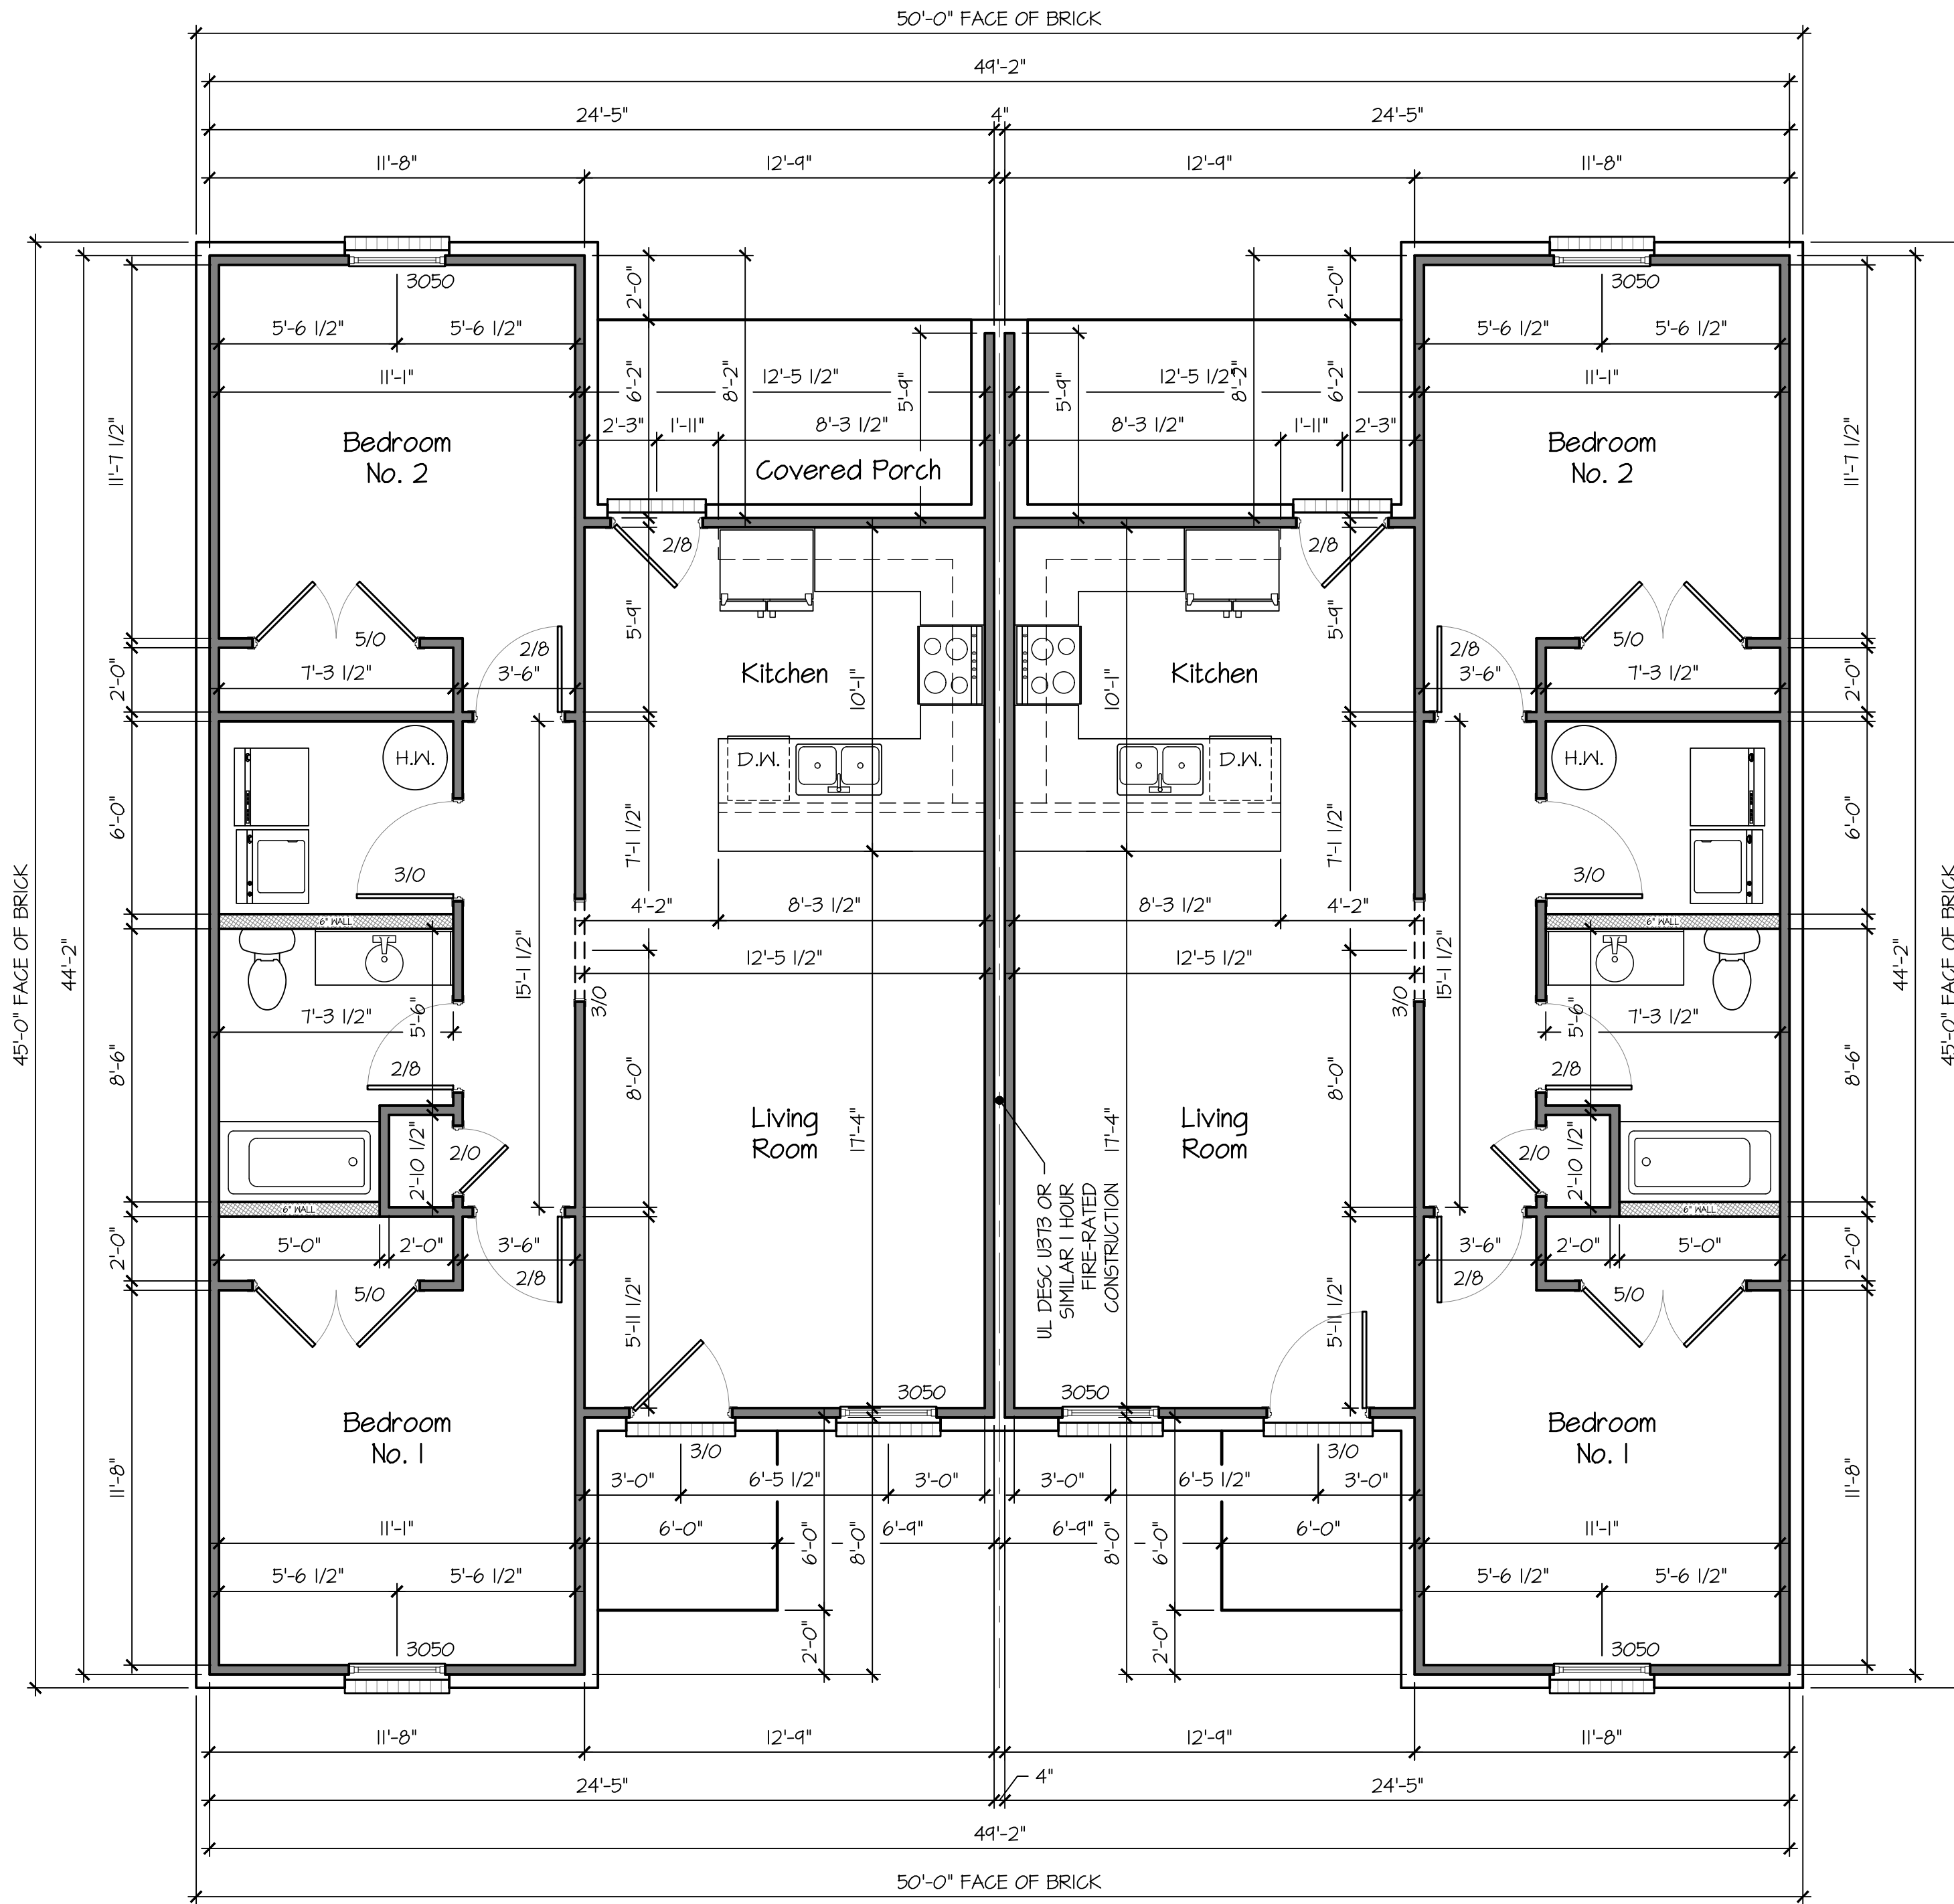 50'-0" FACE OF BRICK
49'-2"
24'-5" 4" 24'-5"
11'-8" 12'-9" 12'-9" 11'-8"
3050 2'-0" 2'-0" 3050
5'-6 1/2" 5'-6 1/2" 5'-6 1/2" 5'-6 1/2"
11'-1" 6'-2" 8'-2" 12'-5 1/2" 5'-9" 5'-9" 12'-5 1/2" 8'-2" 6'-2" 11'-1"
11'-7 1/2" 2'-3" 1'-11" 8'-3 1/2" 8'-3 1/2" 1'-11" 2'-3" 11'-7 1/2"
Bedroom Bedroom
No. 2 Covered Porch No. 2
2/8 2/8
5'-9" 5'-9"
5/0 2/8 2/8 5/0
2'-0" 7'-3 1/2" 3'-6" Kitchen 10'-1" 10'-1" Kitchen 3'-6" 7'-3 1/2" 2'-0"
H.W. D.W. D.W. H.W.
6'-0" 7'-1 1/2" 7'-1 1/2" 6'-0"
3/0 3/0
6" WALL 4'-2" 8'-3 1/2" 8'-3 1/2" 4'-2" 6" WALL
45'-0" FACE OF BRICK 44'-2" 15'-1 1/2" 12'-5 1/2" 12'-5 1/2" 15'-1 1/2" 44'-2" 45'-0" FACE OF BRICK
3/0 3/0
7'-3 1/2" 5'-6" 5'-6" 7'-3 1/2"
8'-6" 2/8 8'-0" 8'-0" 2/8 8'-6"
Living Living
Room 17'-4" 17'-4" Room
2'-10 1/2" 2/0 2/0 2'-10 1/2"
UL DESC U373 OR
SIMILAR 1 HOUR
FIRE-RATED
CONSTRUCTION
6" WALL 6" WALL
2'-0" 5'-0" 2'-0" 3'-6" 3'-6" 2'-0" 5'-0" 2'-0"
5/0 2/8 5'-11 1/2" 5'-11 1/2" 2/8 5/0
3050 3050
Bedroom Bedroom
No. 1 3/0 3/0 No. 1
11'-8" 3'-0" 6'-5 1/2" 3'-0" 3'-0" 6'-5 1/2" 3'-0" 11'-8"
11'-1" 6'-0" 6'-0" 8'-0" 6'-9" 6'-9" 8'-0" 6'-0" 6'-0" 11'-1"
5'-6 1/2" 5'-6 1/2" 5'-6 1/2" 5'-6 1/2"
3050 2'-0" 2'-0" 3050
11'-8" 12'-9" 12'-9" 11'-8"
24'-5" 4" 24'-5"
49'-2"
50'-0" FACE OF BRICK